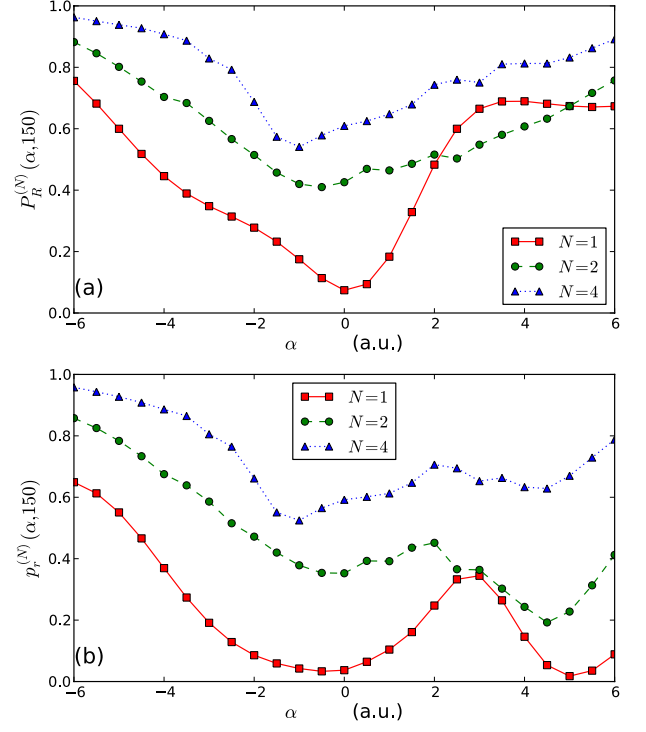 1.0
0.8
0.6
0.4
0.2
0.0
P_R^{(N)}(α,150)
N=1
N=2
N=4
(a)
−6 −4 −2 0 2 4 6
α (a.u.)
1.0
0.8
0.6
0.4
0.2
0.0
p_r^{(N)}(α,150)
N=1
N=2
N=4
(b)
−6 −4 −2 0 2 4 6
α (a.u.)